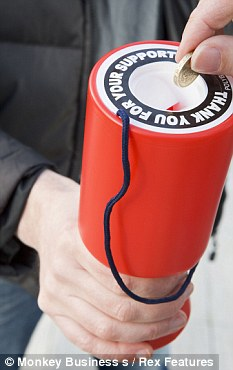 THANK YOU FOR YOUR SUPPORT
© Monkey Business s / Rex Features